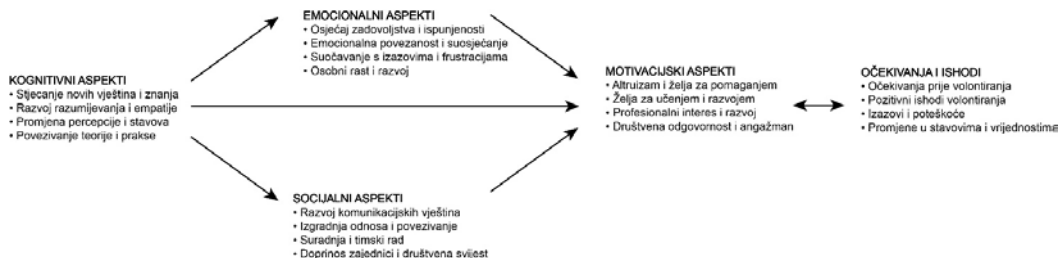 EMOCIONALNI ASPEKTI
• Osjećaj zadovoljstva i ispunjenosti
• Emocionalna povezanost i suosjećanje
• Suočavanje s izazovima i frustracijama
• Osobni rast i razvoj
KOGNITIVNI ASPEKTI
• Stjecanje novih vještina i znanja
• Razvoj razumijevanja i empatije
• Promjena percepcije i stavova
• Povezivanje teorije i prakse
MOTIVACIJSKI ASPEKTI
• Altruizam i želja za pomaganjem
• Želja za učenjem i razvojem
• Profesionalni interes i razvoj
• Društvena odgovornost i angažman
OČEKIVANJA I ISHODI
• Očekivanja prije volontiranja
• Pozitivni ishodi volontiranja
• Izazovi i poteškoće
• Promjene u stavovima i vrijednostima
SOCIJALNI ASPEKTI
• Razvoj komunikacijskih vještina
• Izgradnja odnosa i povezivanje
• Suradnja i timski rad
• Doprinos zajednici i društvena svijest